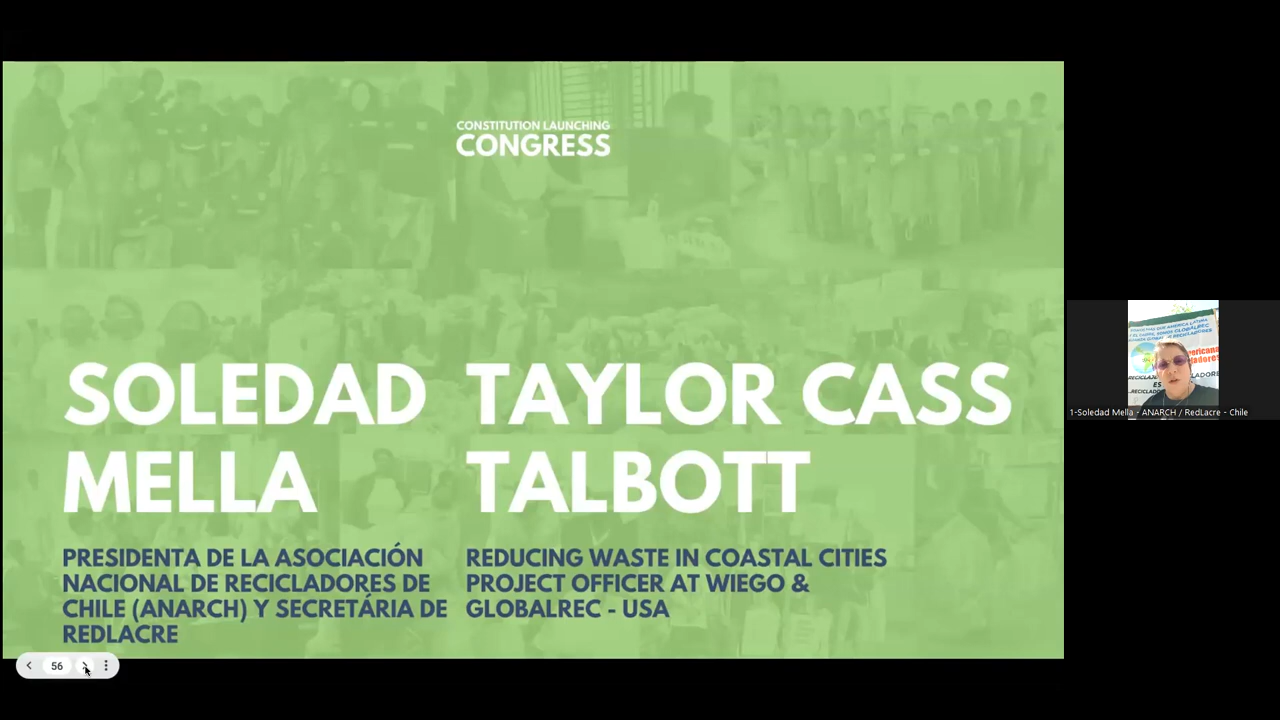 CONSTITUTION LAUNCHING
CONGRESS
SOLEDAD
MELLA
TAYLOR CASS
TALBOTT
PRESIDENTA DE LA ASOCIACIÓN
NACIONAL DE RECICLADORES DE
CHILE (ANARCH) Y SECRETÁRIA DE
REDLACRE
REDUCING WASTE IN COASTAL CITIES
PROJECT OFFICER AT WIEGO &
GLOBALREC - USA
56
1-Soledad Mella - ANARCH / RedLacre - Chile